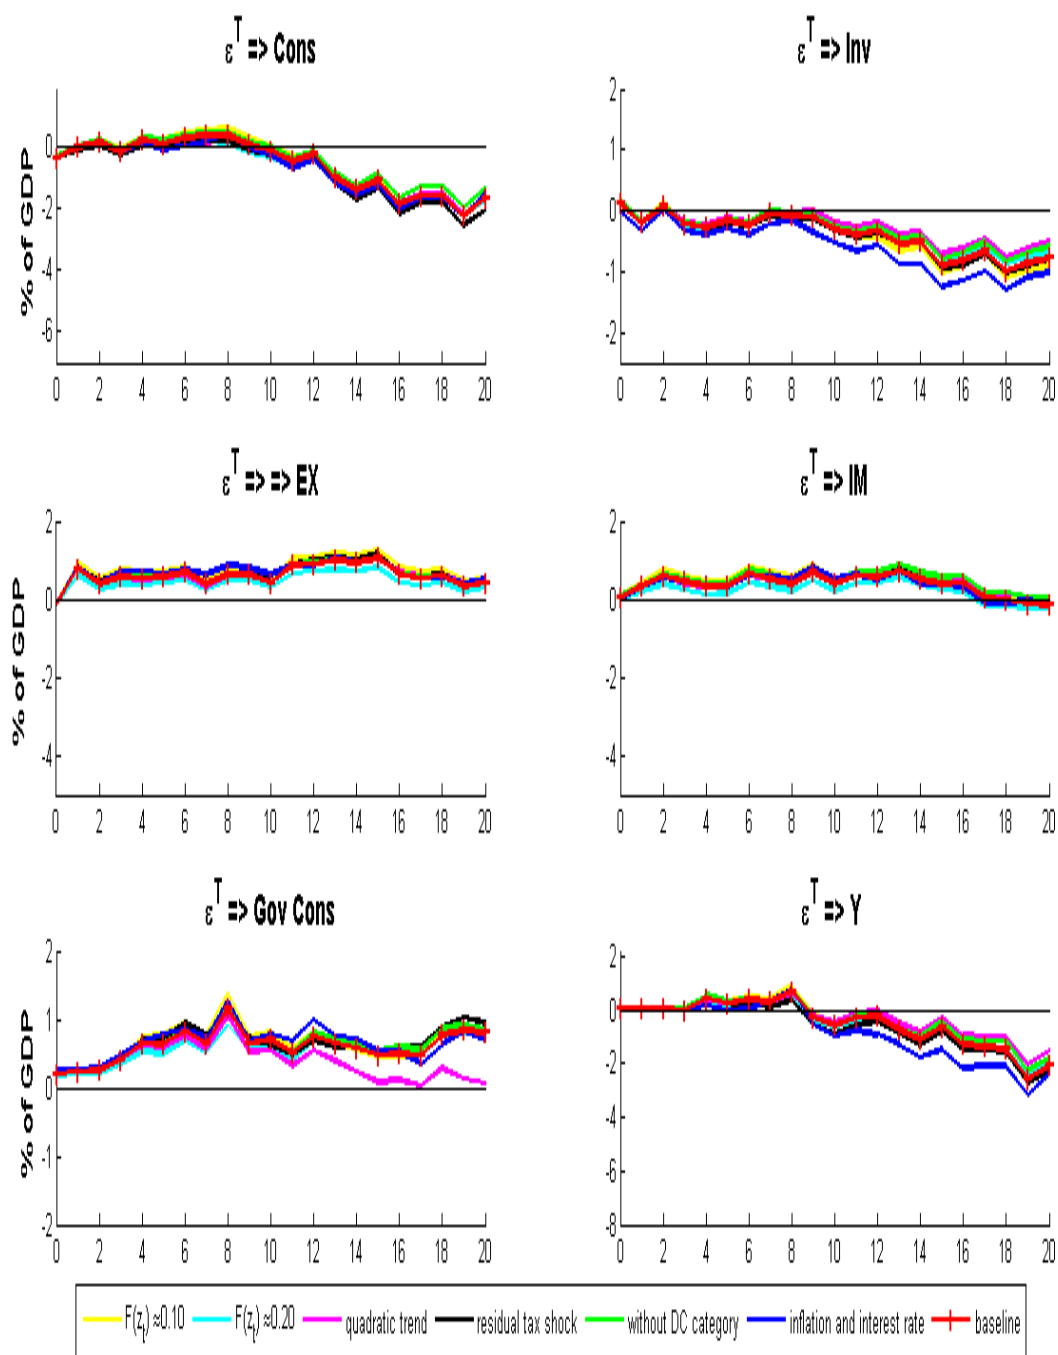 ε^T => Cons
ε^T => Inv
% of GDP
0
-2
-4
-6
0 2 4 6 8 10 12 14 16 18 20
2
1
0
-1
-2
0 2 4 6 8 10 12 14 16 18 20
ε^T => => EX
ε^T => IM
% of GDP
2
0
-2
-4
0 2 4 6 8 10 12 14 16 18 20
2
0
-2
-4
0 2 4 6 8 10 12 14 16 18 20
ε^T => Gov Cons
ε^T => Y
% of GDP
2
1
0
-1
-2
0 2 4 6 8 10 12 14 16 18 20
2
0
-2
-4
-6
-8
0 2 4 6 8 10 12 14 16 18 20
F(z_t) ≈0.10 F(z_t) ≈0.20 quadratic trend residual tax shock without DC category inflation and interest rate baseline